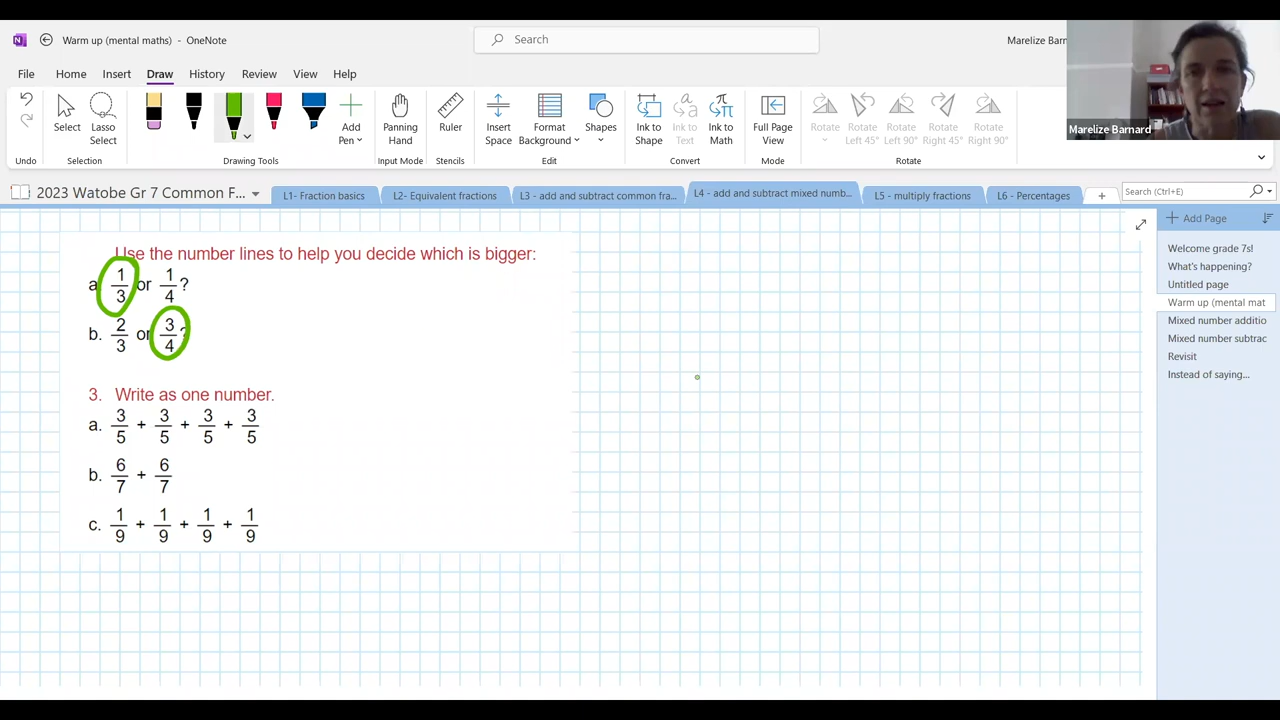 Warm up (mental maths) - OneNote
Search
Marelize Bar
File Home Insert Draw History Review View Help
Undo
Select
Lasso Select
Add Pen
Panning Hand
Ruler
Insert Space
Format Background
Shapes
Ink to Shape
Ink to Text
Ink to Math
Full Page View
Rotate
Rotate Left 45°
Rotate Left 90°
Rotate Right 45°
Rotate Right 90°
Selection Drawing Tools Input Mode Stencils Edit Convert Mode Rotate
Marelize Barnard
2023 Watobe Gr 7 Common F...
L1- Fraction basics
L2- Equivalent fractions
L3 - add and subtract common fra...
L4 - add and subtract mixed numb...
L5 - multiply fractions
L6 - Percentages
+
Search (Ctrl+E)
Add Page
Welcome grade 7s!
What's happening?
Untitled page
Warm up (mental mat
Mixed number additio
Mixed number subtrac
Revisit
Instead of saying...
Use the number lines to help you decide which is bigger:
a. 1/3 or 1/4?
b. 2/3 or 3/4?
3. Write as one number.
a. 3/5 + 3/5 + 3/5 + 3/5
b. 6/7 + 6/7
c. 1/9 + 1/9 + 1/9 + 1/9